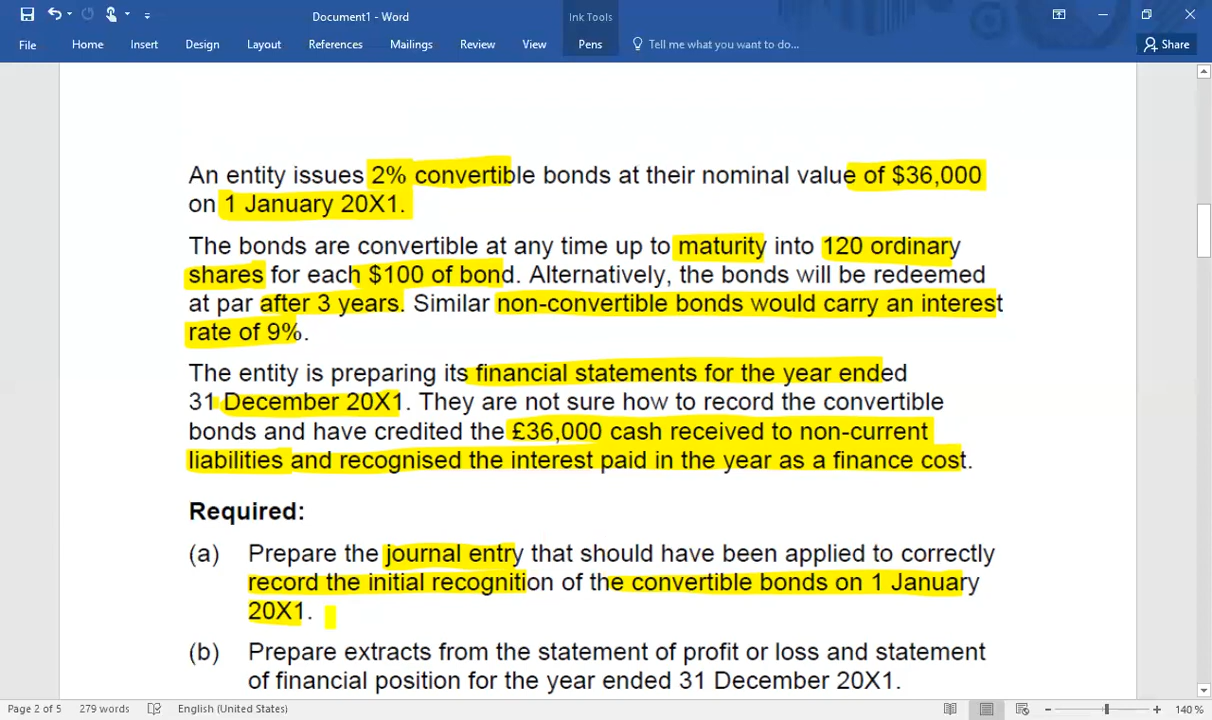 Document1 - Word
Ink Tools
File
Home
Insert
Design
Layout
References
Mailings
Review
View
Pens
Tell me what you want to do...
Share
An entity issues 2% convertible bonds at their nominal value of $36,000
on 1 January 20X1.
The bonds are convertible at any time up to maturity into 120 ordinary
shares for each $100 of bond. Alternatively, the bonds will be redeemed
at par after 3 years. Similar non-convertible bonds would carry an interest
rate of 9%.
The entity is preparing its financial statements for the year ended
31 December 20X1. They are not sure how to record the convertible
bonds and have credited the £36,000 cash received to non-current
liabilities and recognised the interest paid in the year as a finance cost.
Required:
(a) Prepare the journal entry that should have been applied to correctly
record the initial recognition of the convertible bonds on 1 January
20X1.
(b) Prepare extracts from the statement of profit or loss and statement
of financial position for the year ended 31 December 20X1.
Page 2 of 5
279 words
English (United States)
140 %